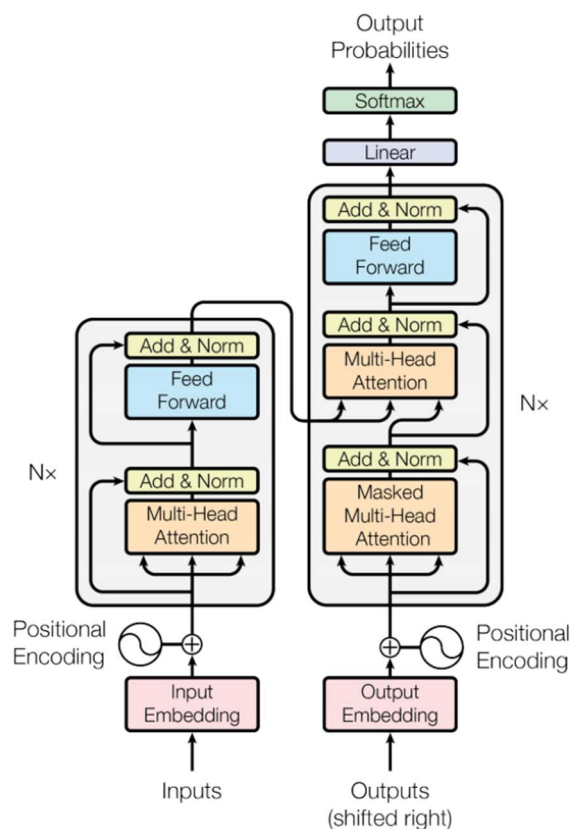 Output
Probabilities
Softmax
Linear
Add & Norm
Feed
Forward
Add & Norm
Multi-Head
Attention
Add & Norm
Masked
Multi-Head
Attention
N×
Positional
Encoding
Output
Embedding
Outputs
(shifted right)
Add & Norm
Feed
Forward
Add & Norm
Multi-Head
Attention
N×
Positional
Encoding
Input
Embedding
Inputs